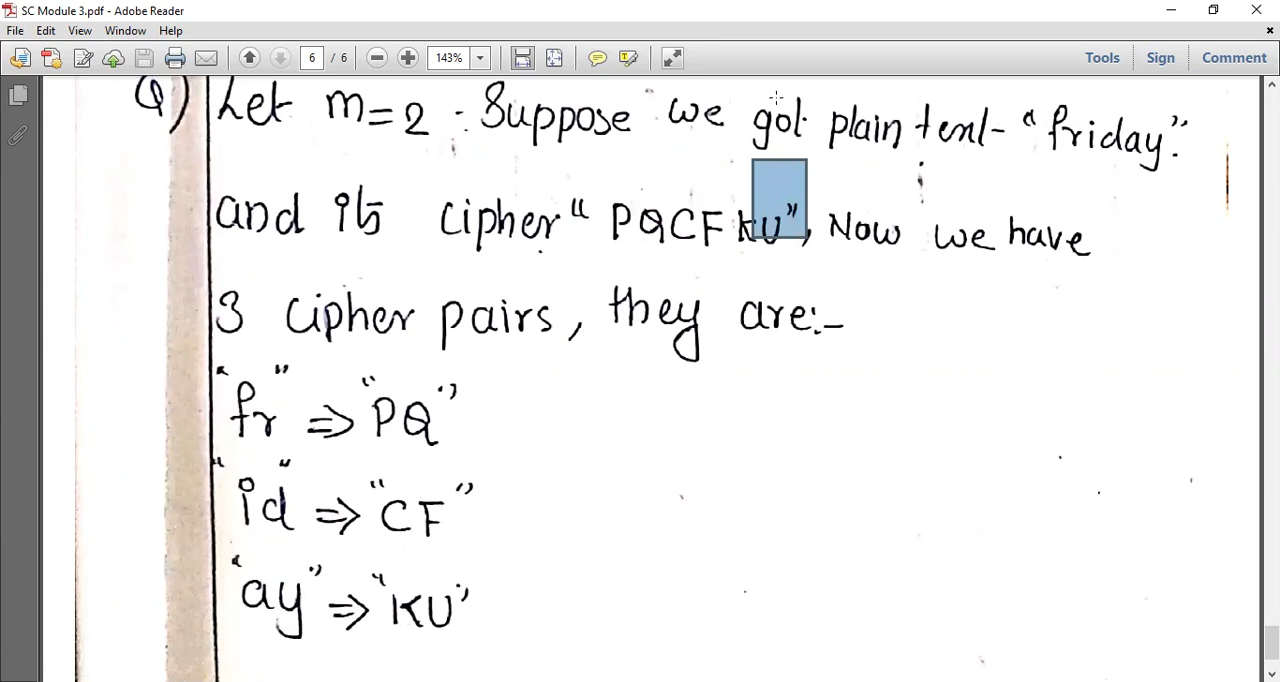 SC Module 3.pdf - Adobe Reader
File Edit View Window Help
6 / 6 143% Tools Sign Comment
Q) Let m=2. Suppose we got plain text- "friday".
and its cipher "PQCFKU", Now we have
3 cipher pairs, they are:-
"fr" => "PQ"
"id" => "CF"
"ay" => "KU"